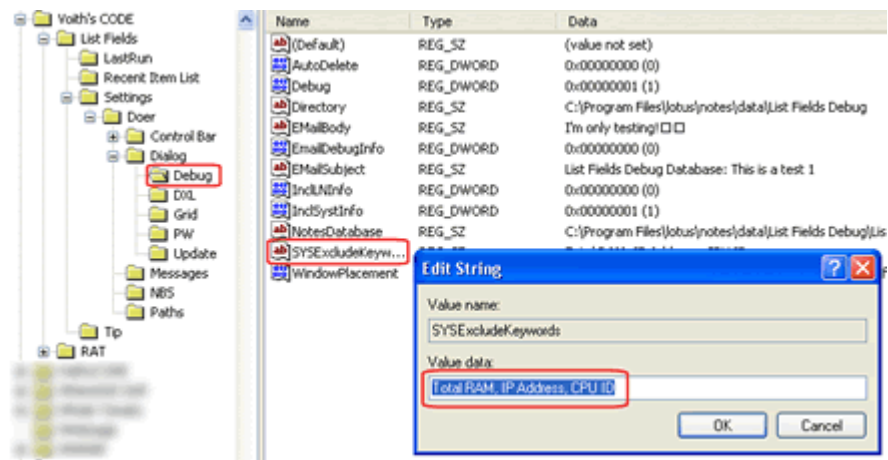 Voith's CODE
List Fields
LastRun
Recent Item List
Settings
Doer
Control Bar
Dialog
Debug
DXL
Grid
PW
Update
Messages
NBS
Paths
Tip
RAT
Name Type Data
(Default) REG_SZ (value not set)
AutoDelete REG_DWORD 0x00000000 (0)
Debug REG_DWORD 0x00000001 (1)
Directory REG_SZ C:\Program Files\lotus\notes\data\List Fields Debug
EMailBody REG_SZ I'm only testing!□□
EmailDebugInfo REG_DWORD 0x00000000 (0)
EMailSubject REG_SZ List Fields Debug Database: This is a test 1
InclLNInfo REG_DWORD 0x00000000 (0)
InclSystInfo REG_DWORD 0x00000001 (1)
NotesDatabase REG_SZ C:\Program Files\lotus\notes\data\List Fields Debug\Lis
SYSExcludeKeyw...
WindowPlacement
Edit String
Value name:
SYSExcludeKeywords
Value data:
Total RAM, IP Address, CPU ID
OK Cancel